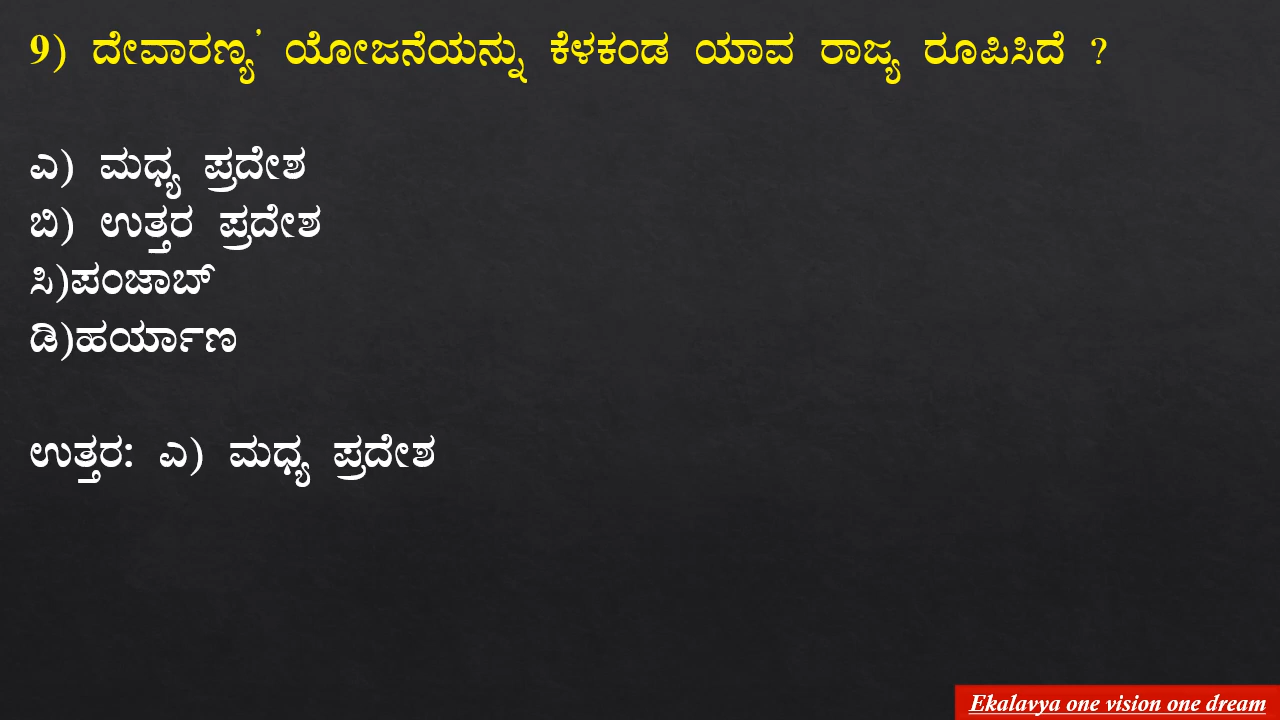 9) ದೇವಾರಣ್ಯ' ಯೋಜನೆಯನ್ನು ಕೆಳಕಂಡ ಯಾವ ರಾಜ್ಯ ರೂಪಿಸಿದೆ ?
ಎ) ಮಧ್ಯ ಪ್ರದೇಶ
ಬಿ) ಉತ್ತರ ಪ್ರದೇಶ
ಸಿ)ಪಂಜಾಬ್
ಡಿ)ಹರ್ಯಾಣ
ಉತ್ತರ: ಎ) ಮಧ್ಯ ಪ್ರದೇಶ
Ekalavya one vision one dream